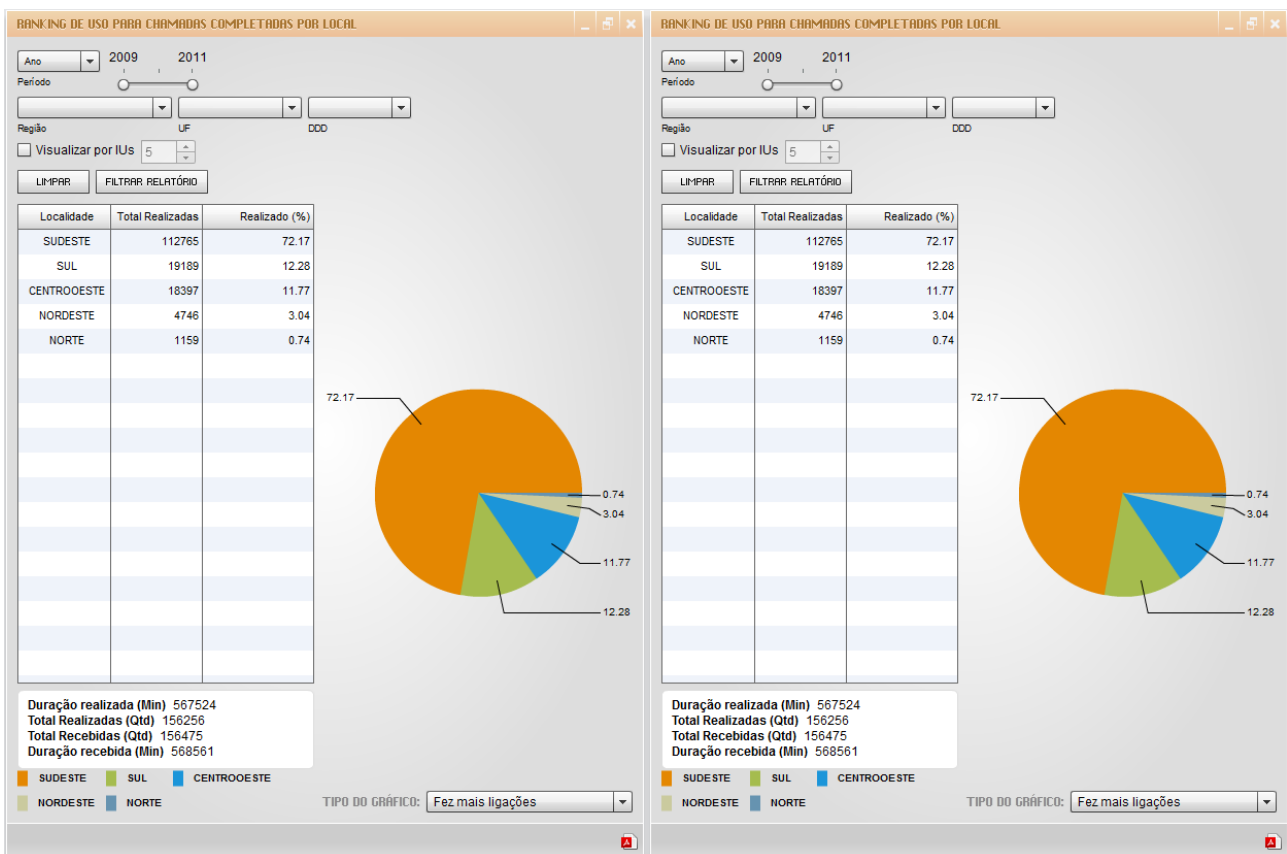 RANKING DE USO PARA CHAMADAS COMPLETADAS POR LOCAL
Ano 2009 2011
Período
Região UF DDD
Visualizar por IUs 5
LIMPAR FILTRAR RELATÓRIO
Localidade Total Realizadas Realizado (%)
SUDESTE 112765 72.17
SUL 19189 12.28
CENTROOESTE 18397 11.77
NORDESTE 4746 3.04
NORTE 1159 0.74
72.17
0.74
3.04
11.77
12.28
Duração realizada (Min) 567524
Total Realizadas (Qtd) 156256
Total Recebidas (Qtd) 156475
Duração recebida (Min) 568561
SUDESTE SUL CENTROOESTE
NORDESTE NORTE
TIPO DO GRÁFICO: Fez mais ligações
RANKING DE USO PARA CHAMADAS COMPLETADAS POR LOCAL
Ano 2009 2011
Período
Região UF DDD
Visualizar por IUs 5
LIMPAR FILTRAR RELATÓRIO
Localidade Total Realizadas Realizado (%)
SUDESTE 112765 72.17
SUL 19189 12.28
CENTROOESTE 18397 11.77
NORDESTE 4746 3.04
NORTE 1159 0.74
72.17
0.74
3.04
11.77
12.28
Duração realizada (Min) 567524
Total Realizadas (Qtd) 156256
Total Recebidas (Qtd) 156475
Duração recebida (Min) 568561
SUDESTE SUL CENTROOESTE
NORDESTE NORTE
TIPO DO GRÁFICO: Fez mais ligações